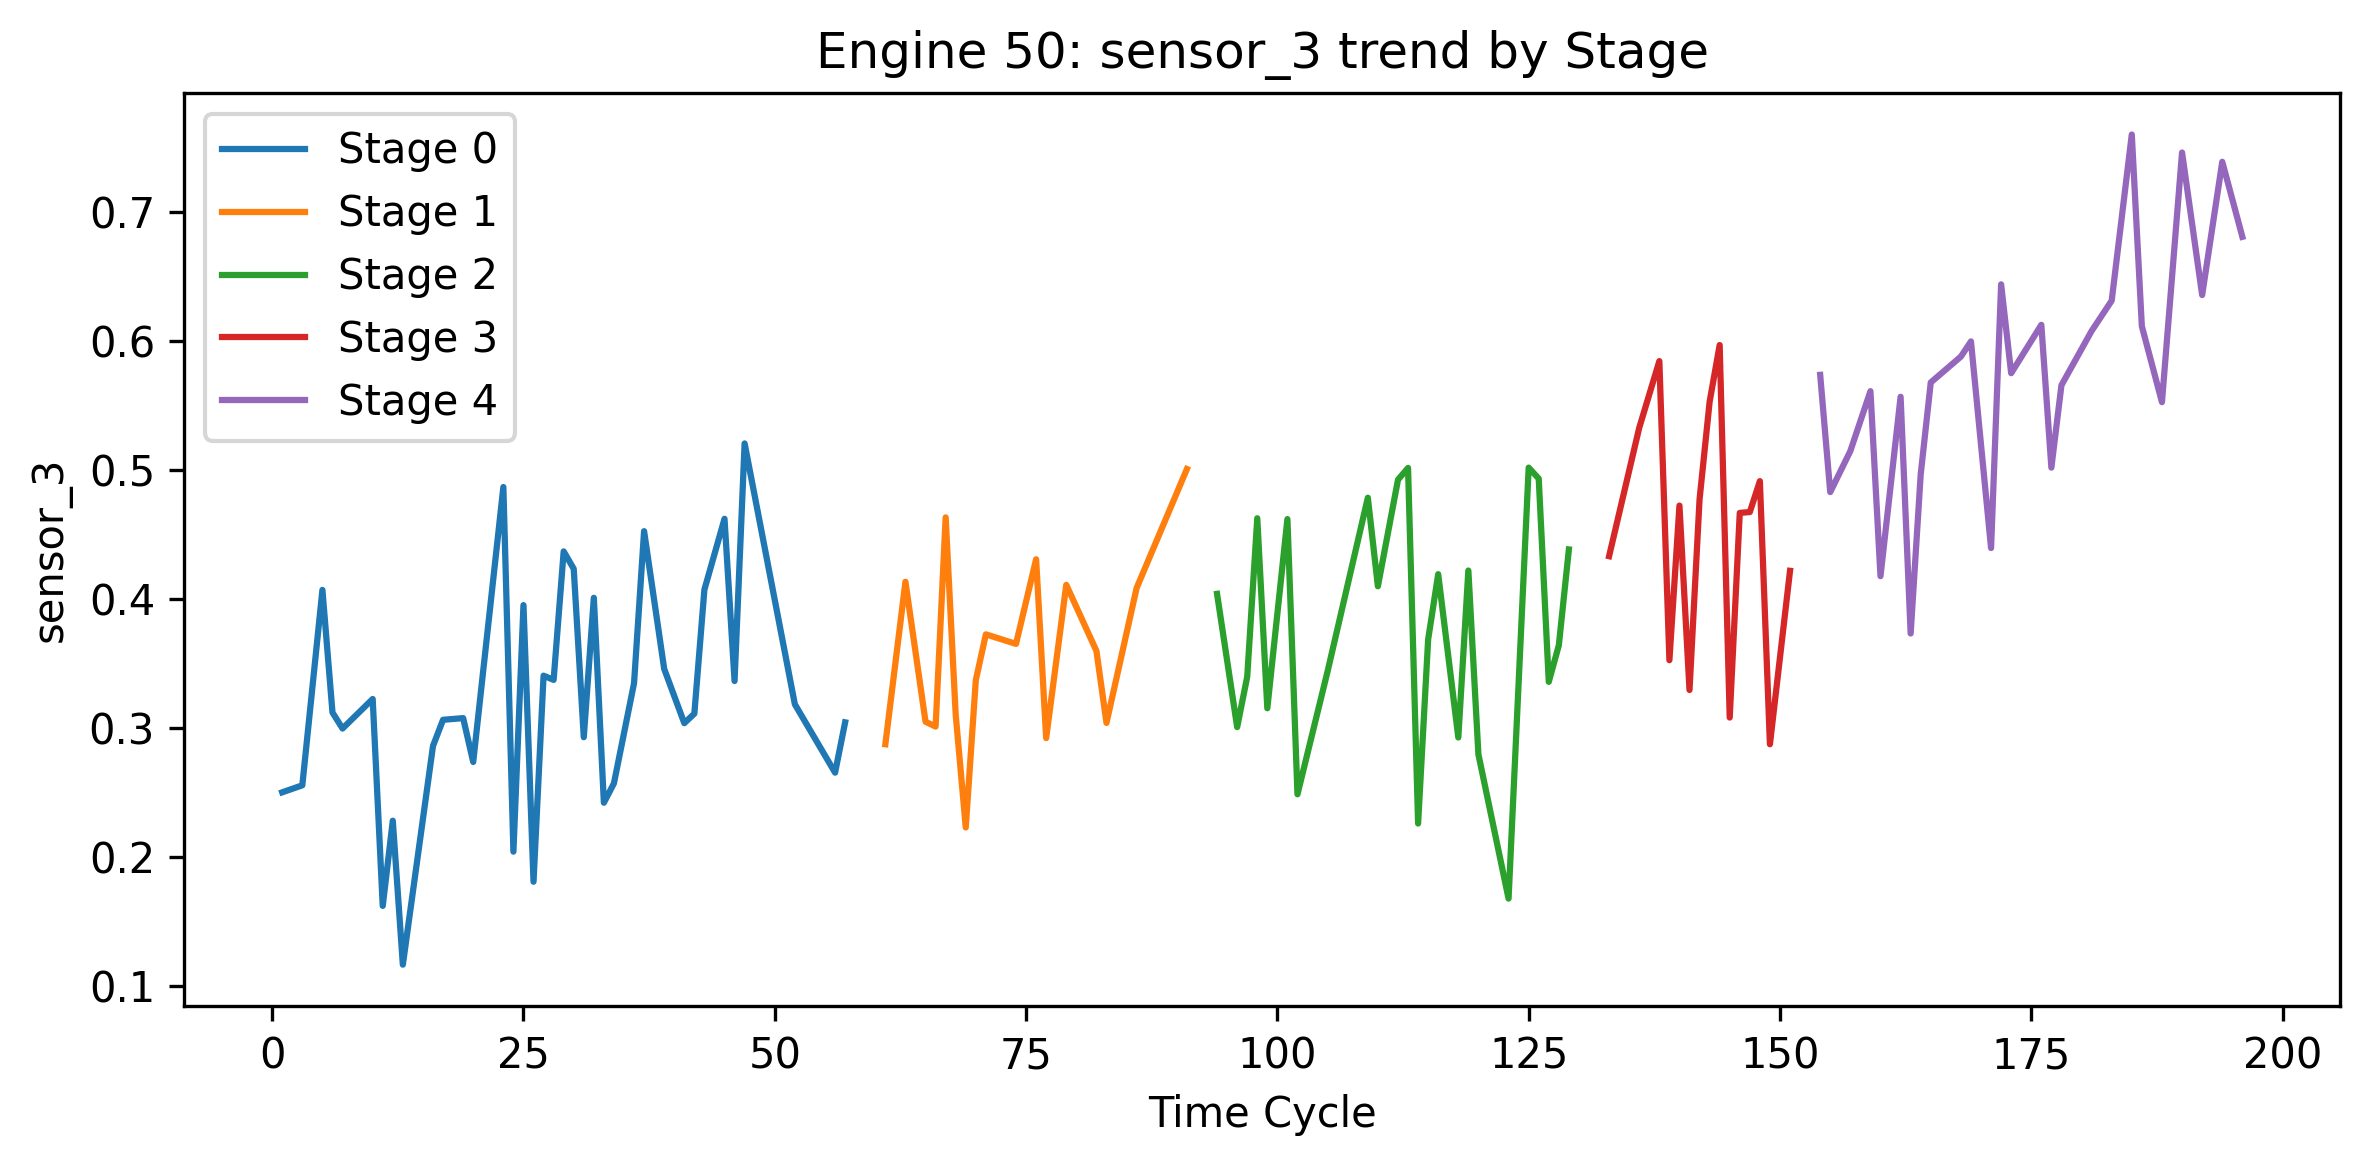 Engine 50: sensor_3 trend by Stage
Stage 0
Stage 1
Stage 2
Stage 3
Stage 4
sensor_3
0.7
0.6
0.5
0.4
0.3
0.2
0.1
0 25 50 75 100 125 150 175 200
Time Cycle